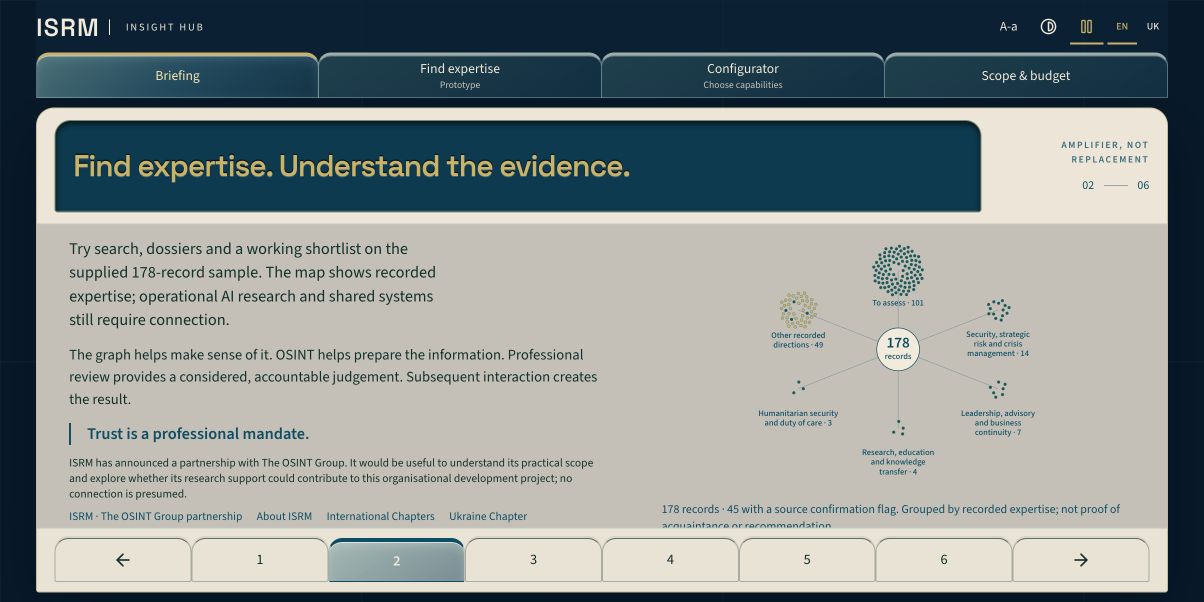 ISRM
INSIGHT HUB
A-a
EN
UK
Briefing
Find expertise
Prototype
Configurator
Choose capabilities
Scope & budget
Find expertise. Understand the evidence.
AMPLIFIER, NOT
REPLACEMENT
02
06
Try search, dossiers and a working shortlist on the
supplied 178-record sample. The map shows recorded
expertise; operational AI research and shared systems
still require connection.
The graph helps make sense of it. OSINT helps prepare the information. Professional
review provides a considered, accountable judgement. Subsequent interaction creates
the result.
Trust is a professional mandate.
ISRM has announced a partnership with The OSINT Group. It would be useful to understand its practical scope
and explore whether its research support could contribute to this organisational development project; no
connection is presumed.
ISRM · The OSINT Group partnership
About ISRM
International Chapters
Ukraine Chapter
To assess · 101
Other recorded
directions · 49
Security, strategic
risk and crisis
management · 14
178
records
Humanitarian security
and duty of care · 3
Leadership, advisory
and business
continuity · 7
Research, education
and knowledge
transfer · 4
178 records · 45 with a source confirmation flag. Grouped by recorded expertise; not proof of
acquaintance or recommendation.
1
2
3
4
5
6